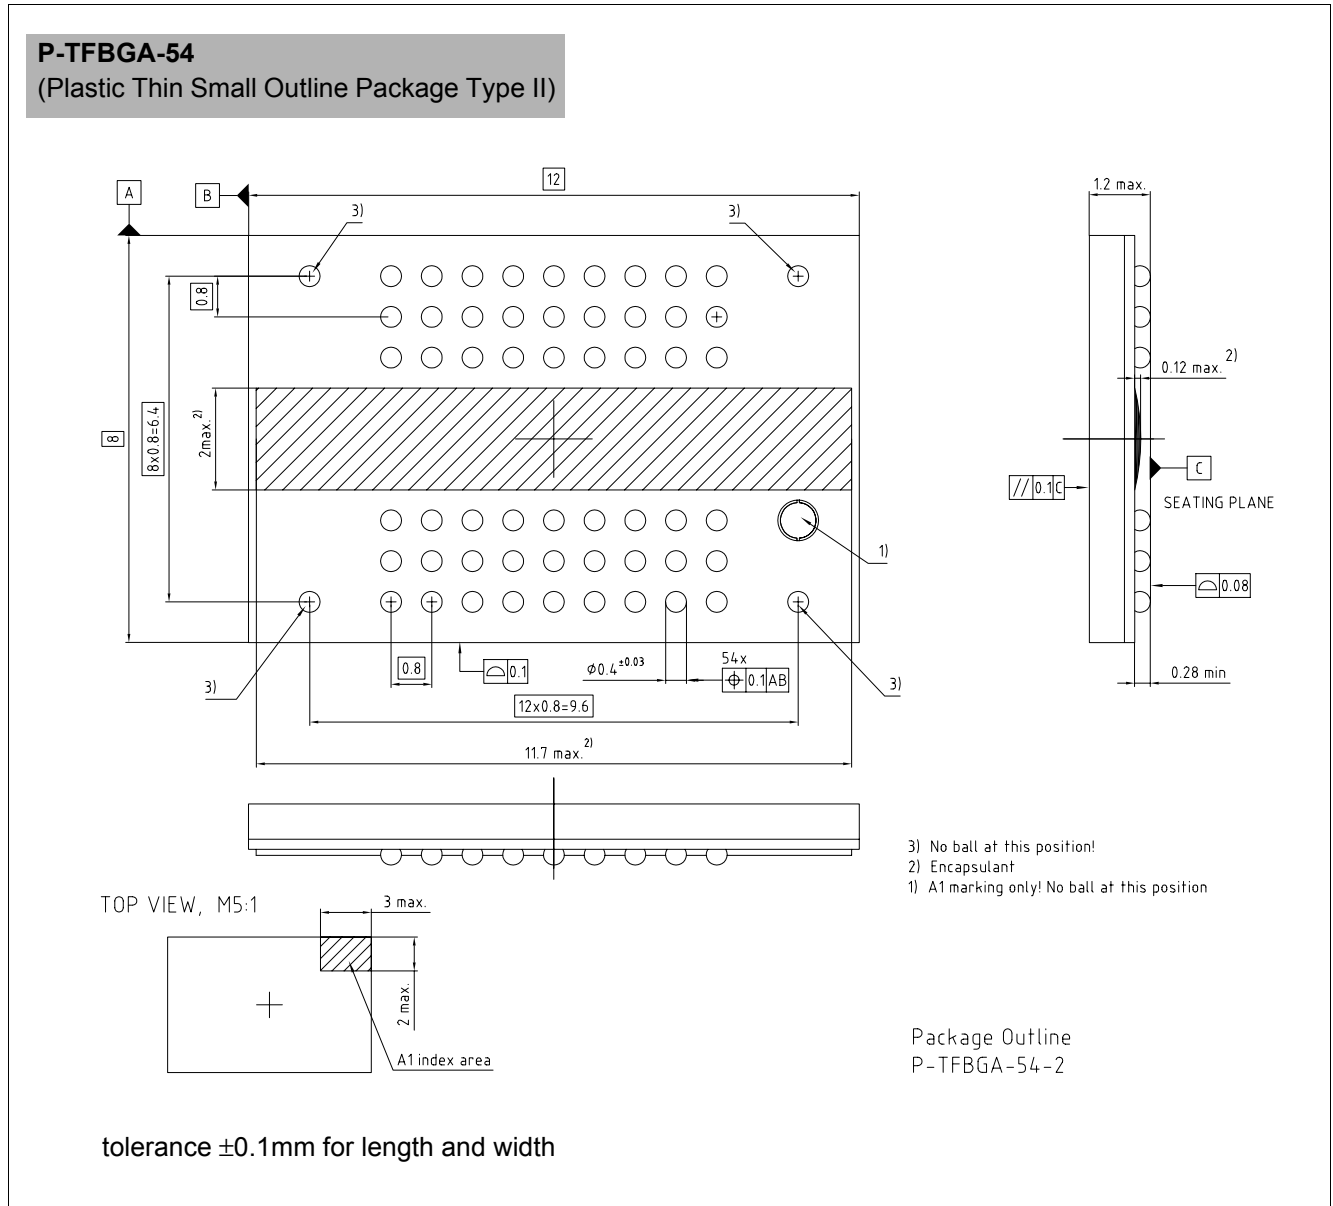 P-TFBGA-54
(Plastic Thin Small Outline Package Type II)
A
B
12
1.2 max.
3)
3)
0.8
0.12 max. 2)
8
8x0.8=6.4
2max.2)
C
// 0.1 C
SEATING PLANE
1)
0.08
0.8
0.1
⌀0.4 ±0.03
54x
⌖ 0.1 AB
3)
3)
0.28 min
12x0.8=9.6
11.7 max.2)
3) No ball at this position!
2) Encapsulant
1) A1 marking only! No ball at this position
TOP VIEW, M5:1
3 max.
2 max.
A1 index area
Package Outline
P-TFBGA-54-2
tolerance ±0.1mm for length and width